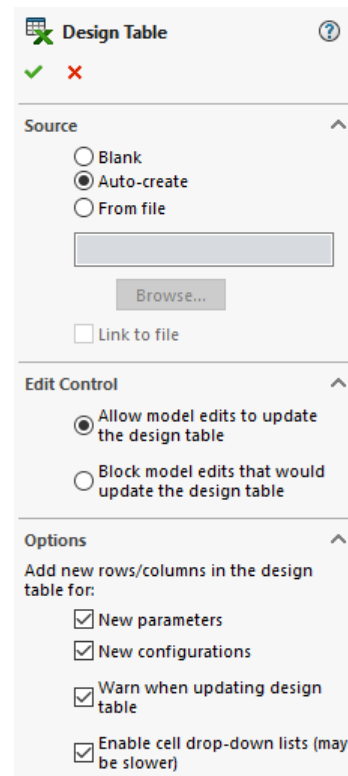 Design Table
Source
Blank
Auto-create
From file
Browse...
Link to file
Edit Control
Allow model edits to update
the design table
Block model edits that would
update the design table
Options
Add new rows/columns in the design
table for:
New parameters
New configurations
Warn when updating design
table
Enable cell drop-down lists (may
be slower)